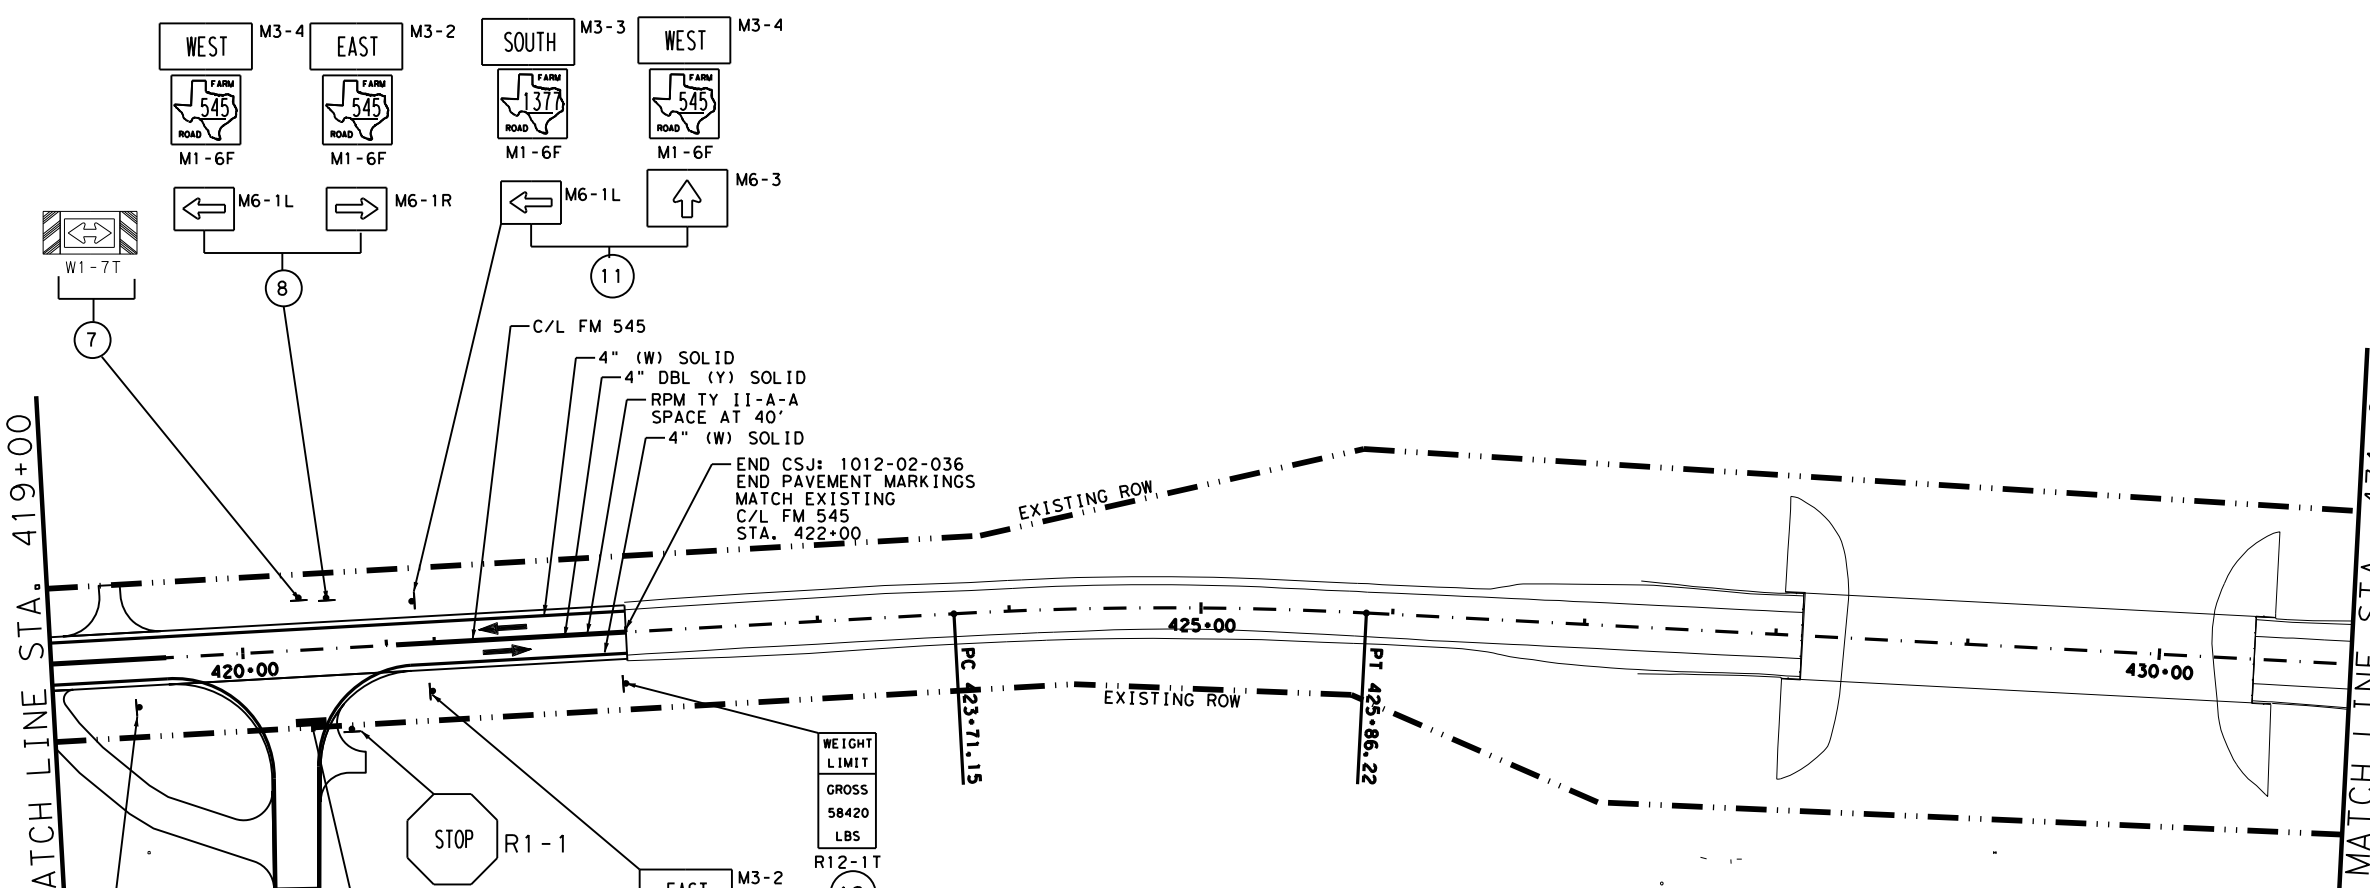 WEST
M3-4
EAST
M3-2
SOUTH
M3-3
WEST
M3-4
FARM
545
ROAD
FARM
545
ROAD
FARM
1377
ROAD
FARM
545
ROAD
M1-6F
M1-6F
M1-6F
M1-6F
M6-1L
M6-1R
M6-1L
M6-3
W1-7T
7
8
11
C/L FM 545
4" (W) SOLID
4" DBL (Y) SOLID
RPM TY II-A-A
SPACE AT 40'
4" (W) SOLID
END CSJ: 1012-02-036
END PAVEMENT MARKINGS
MATCH EXISTING
C/L FM 545
STA. 422+00
EXISTING ROW
EXISTING ROW
420+00
425+00
430+00
PC 423+71.15
PT 425+86.22
WEIGHT
LIMIT
GROSS
58420
LBS
R12-1T
STOP
R1-1
EAST
M3-2
ATCH LINE STA. 419+00
MATCH LINE STA